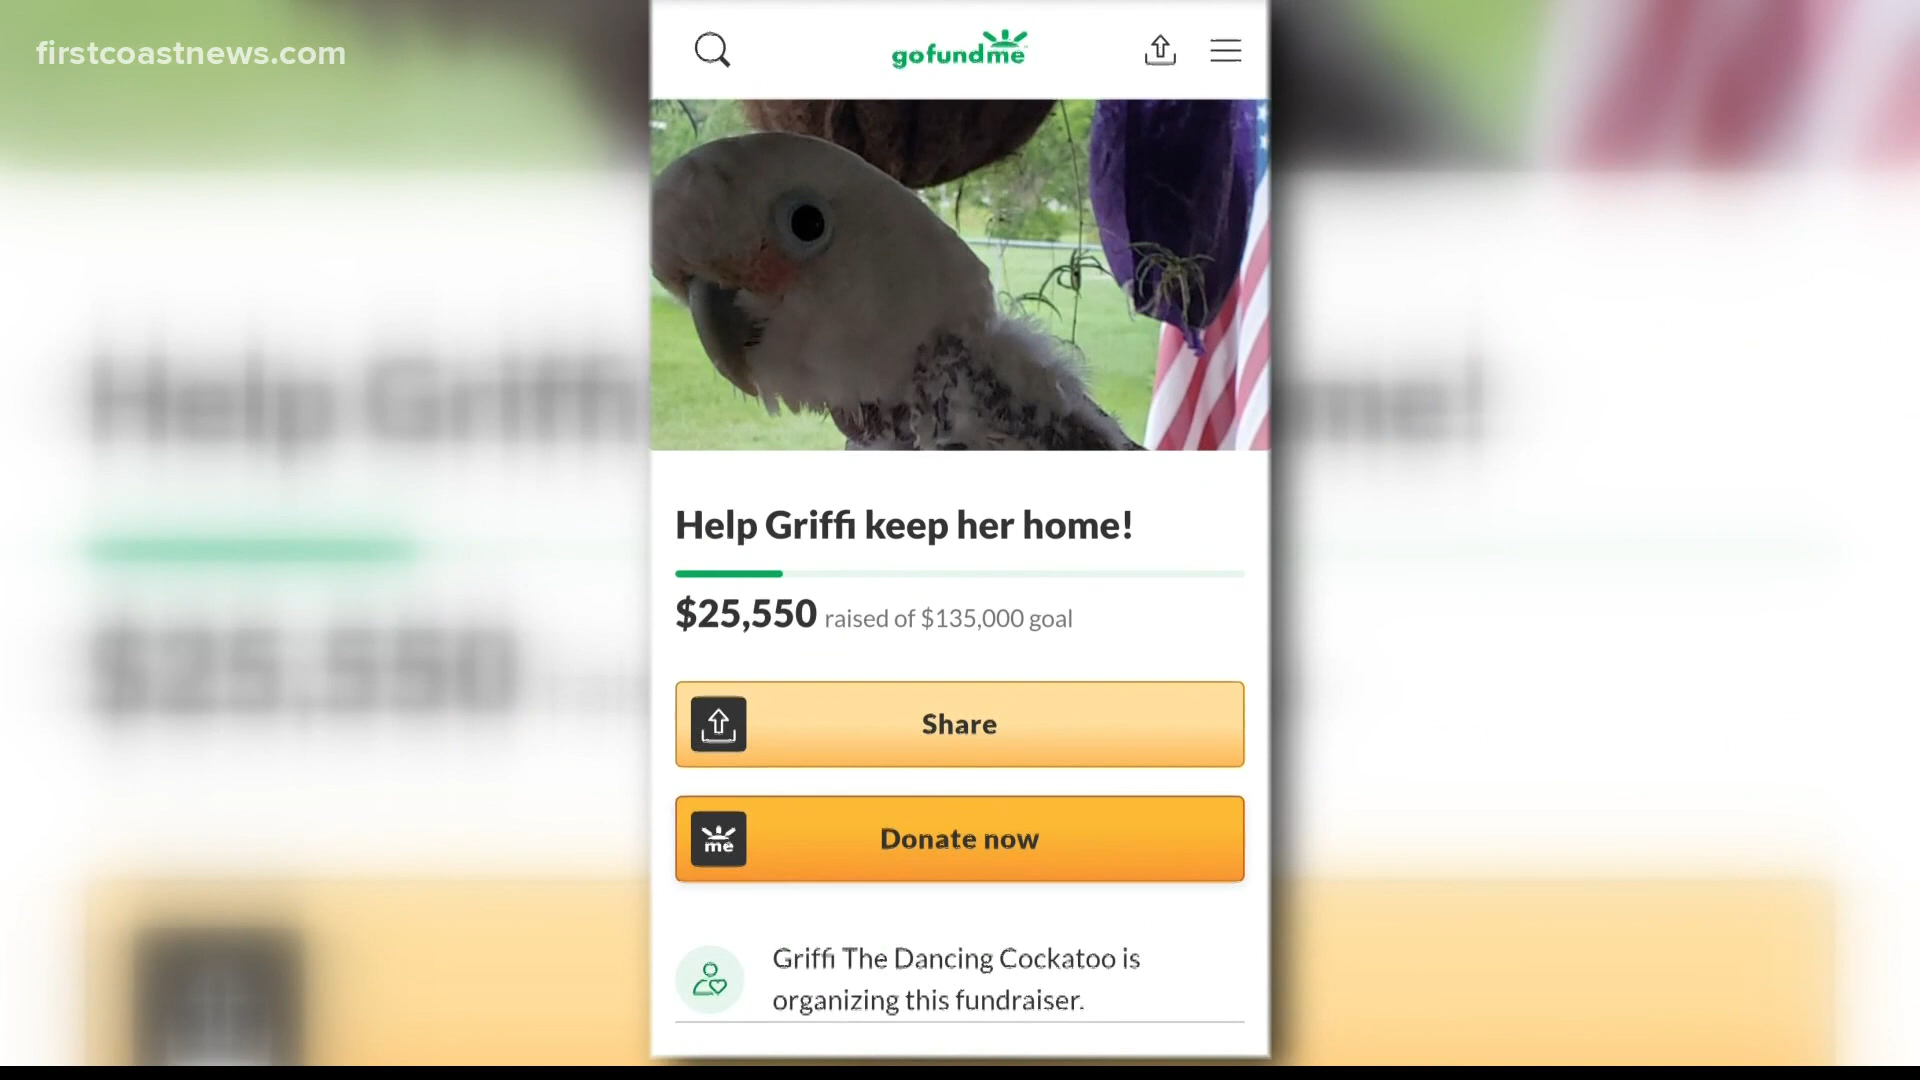 firstcoastnews.com
gofundme
Help Griffi keep her home!
$25,550 raised of $135,000 goal
Share
me
Donate now
Griffi The Dancing Cockatoo is
organizing this fundraiser.